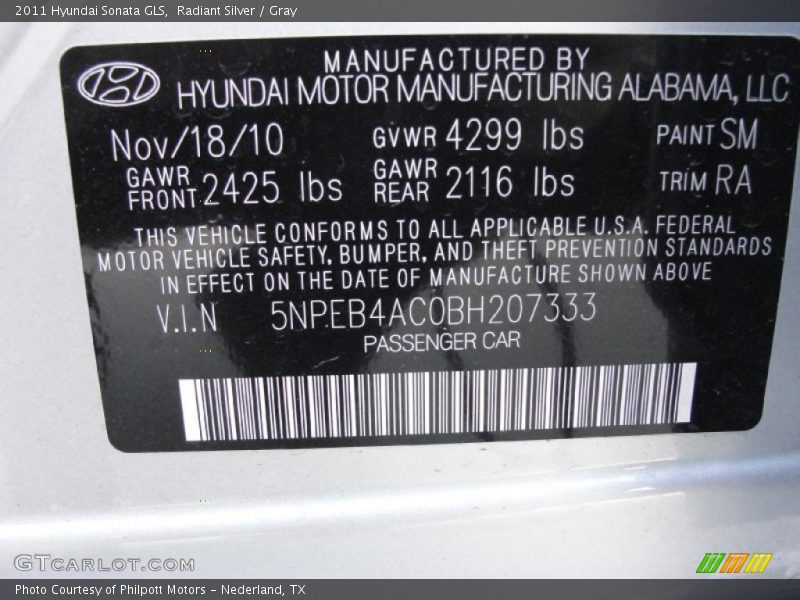 2011 Hyundai Sonata GLS, Radiant Silver / Gray
MANUFACTURED BY
HYUNDAI MOTOR MANUFACTURING ALABAMA, LLC
Nov/18/10 GVWR 4299 lbs PAINT SM
GAWR FRONT 2425 lbs GAWR REAR 2116 lbs TRIM RA
THIS VEHICLE CONFORMS TO ALL APPLICABLE U.S.A. FEDERAL
MOTOR VEHICLE SAFETY, BUMPER, AND THEFT PREVENTION STANDARDS
IN EFFECT ON THE DATE OF MANUFACTURE SHOWN ABOVE
V.I.N 5NPEB4AC0BH207333
PASSENGER CAR
GTCARLOT.COM
Photo Courtesy of Philpott Motors - Nederland, TX